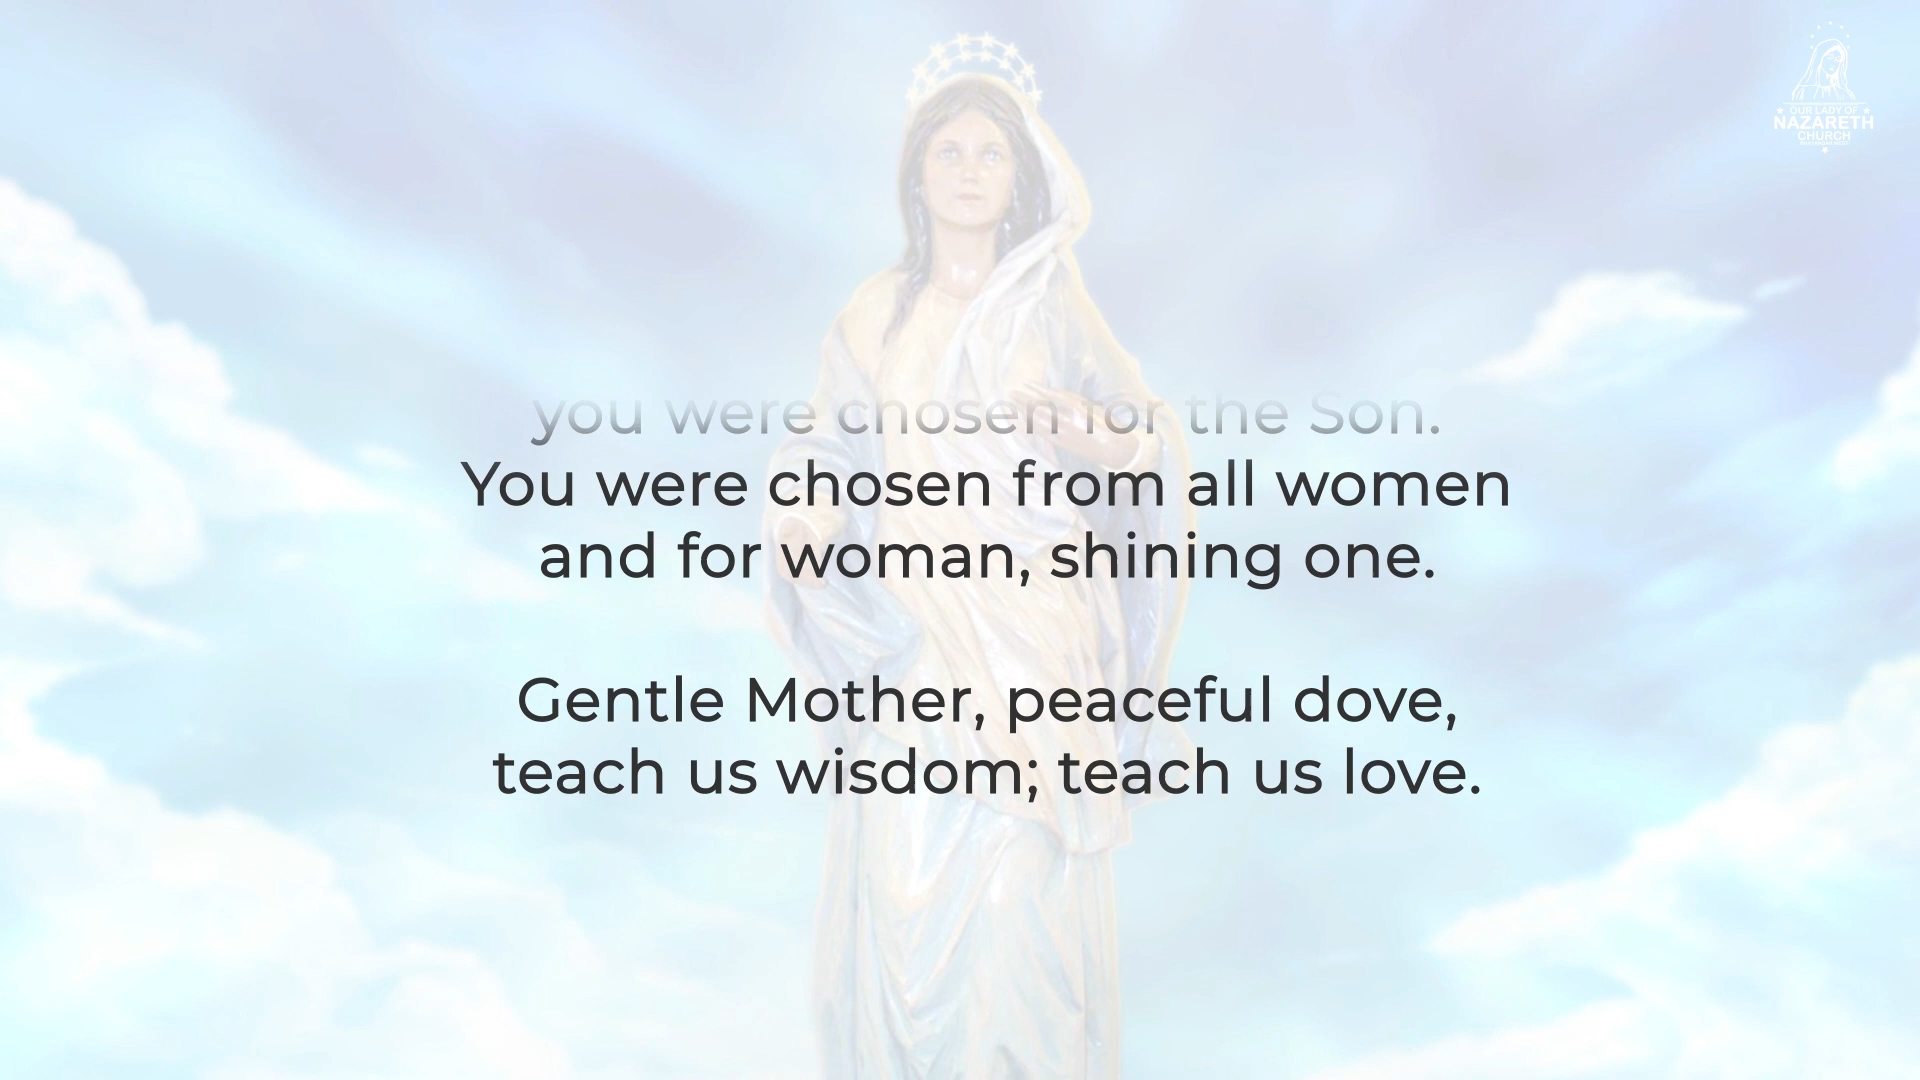 OUR LADY OF
NAZARETH
CHURCH
you were chosen for the Son.
You were chosen from all women
and for woman, shining one.
Gentle Mother, peaceful dove,
teach us wisdom; teach us love.